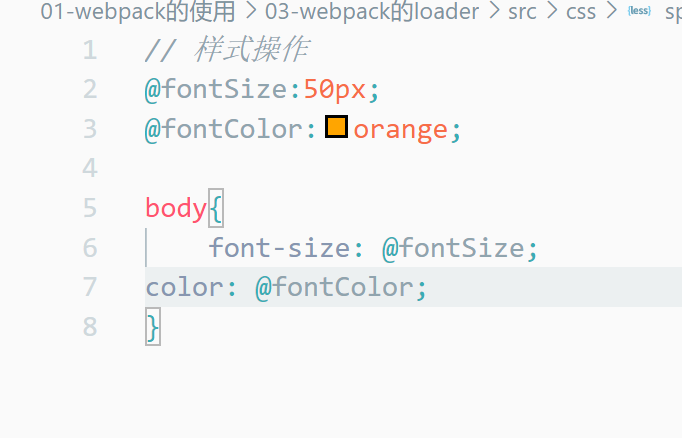 01-webpack的使用 > 03-webpack的loader > src > css > {less} sp
1 // 样式操作
2 @fontSize:50px;
3 @fontColor:orange;
4
5 body{
6 font-size: @fontSize;
7 color: @fontColor;
8 }